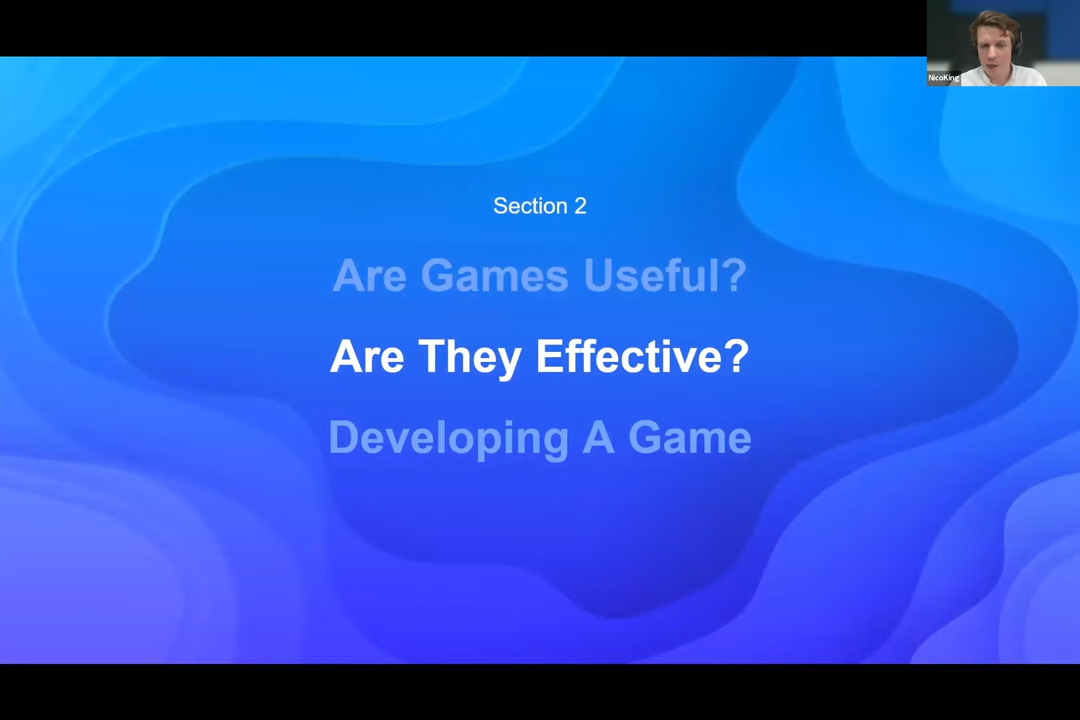 NicoKing
Section 2
Are Games Useful?
Are They Effective?
Developing A Game